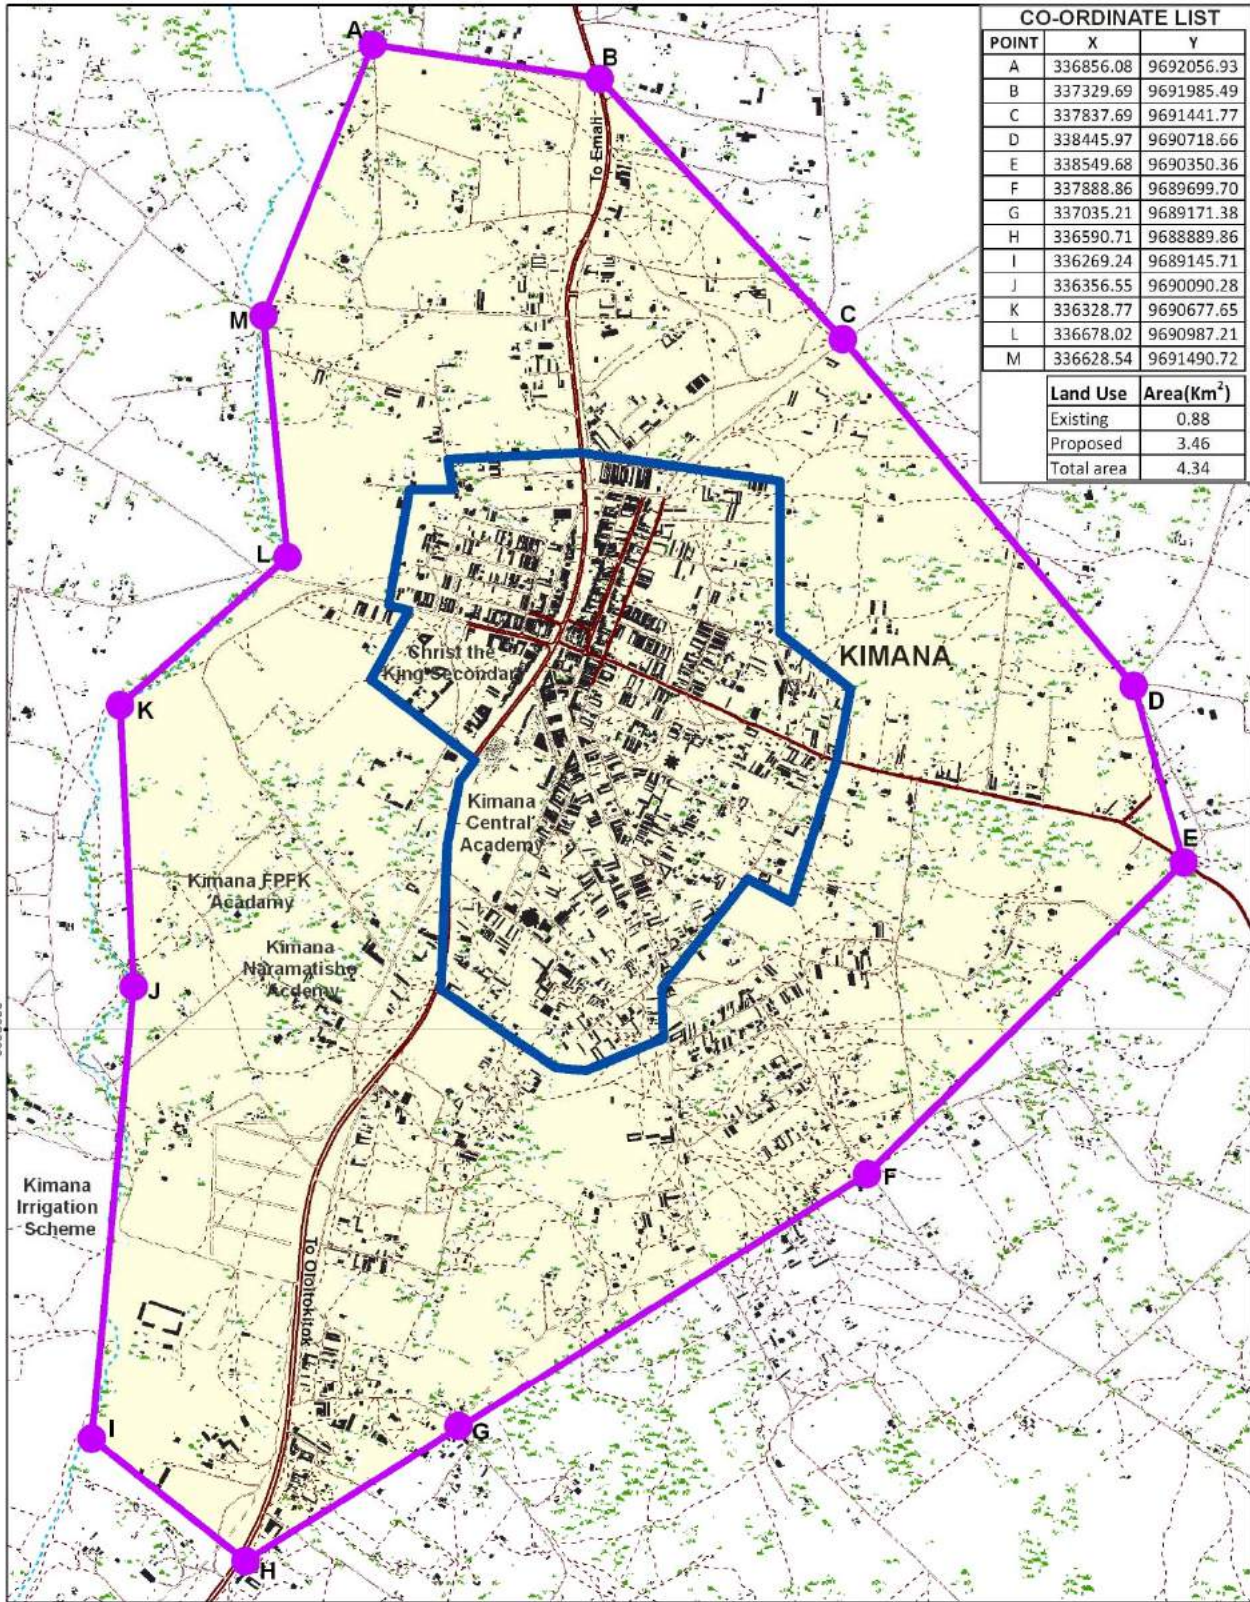 CO-ORDINATE LIST
POINT X Y
A 336856.08 9692056.93
B 337329.69 9691985.49
C 337837.69 9691441.77
D 338445.97 9690718.66
E 338549.68 9690350.36
F 337888.86 9689699.70
G 337035.21 9689171.38
H 336590.71 9688889.86
I 336269.24 9689145.71
J 336356.55 9690090.28
K 336328.77 9690677.65
L 336678.02 9690987.21
M 336628.54 9691490.72
Land Use Area(Km²)
Existing 0.88
Proposed 3.46
Total area 4.34
A
B
To Emali
M
C
L
Christ the
King Secondar
KIMANA
D
K
Kimana
Central
Academy
E
Kimana FPFK
Acadamy
Kimana
Naramatisho
Acdemy
J
F
Kimana
Irrigation
Scheme
To Oloitokitok
I
G
H